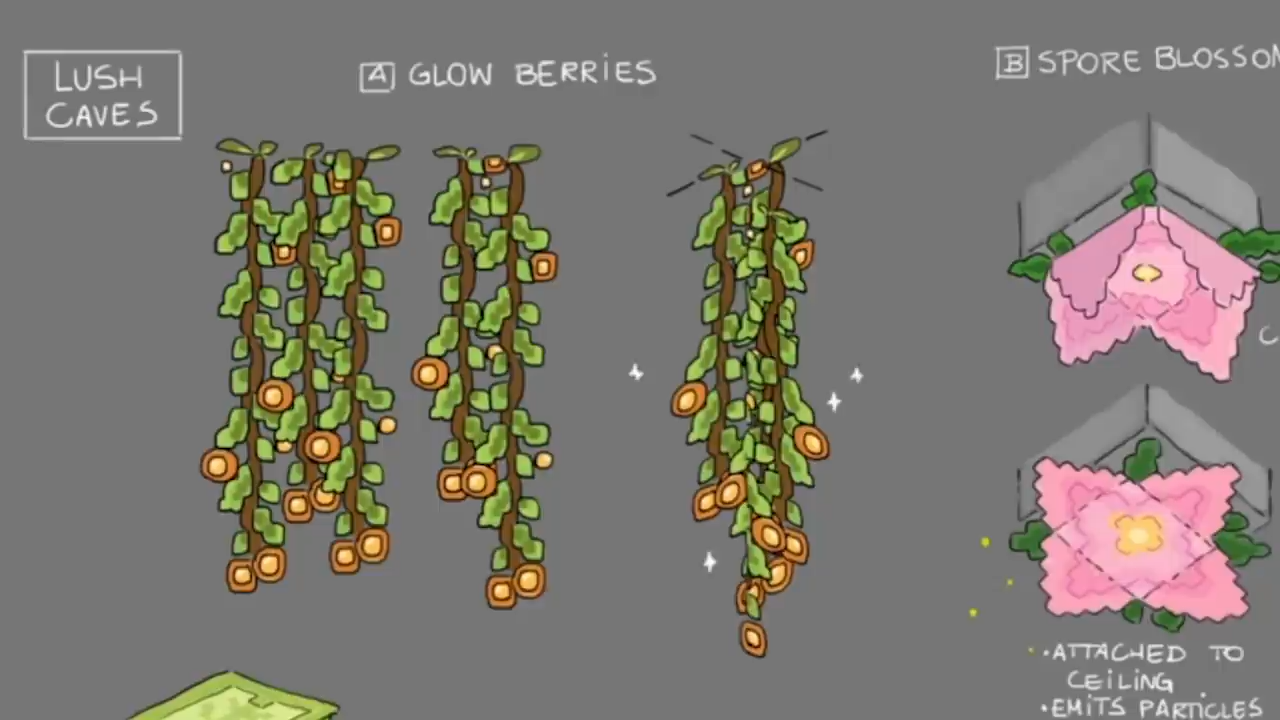 LUSH
CAVES
A GLOW BERRIES
B SPORE BLOSSOM
• ATTACHED TO
CEILING
• EMITS PARTICLES